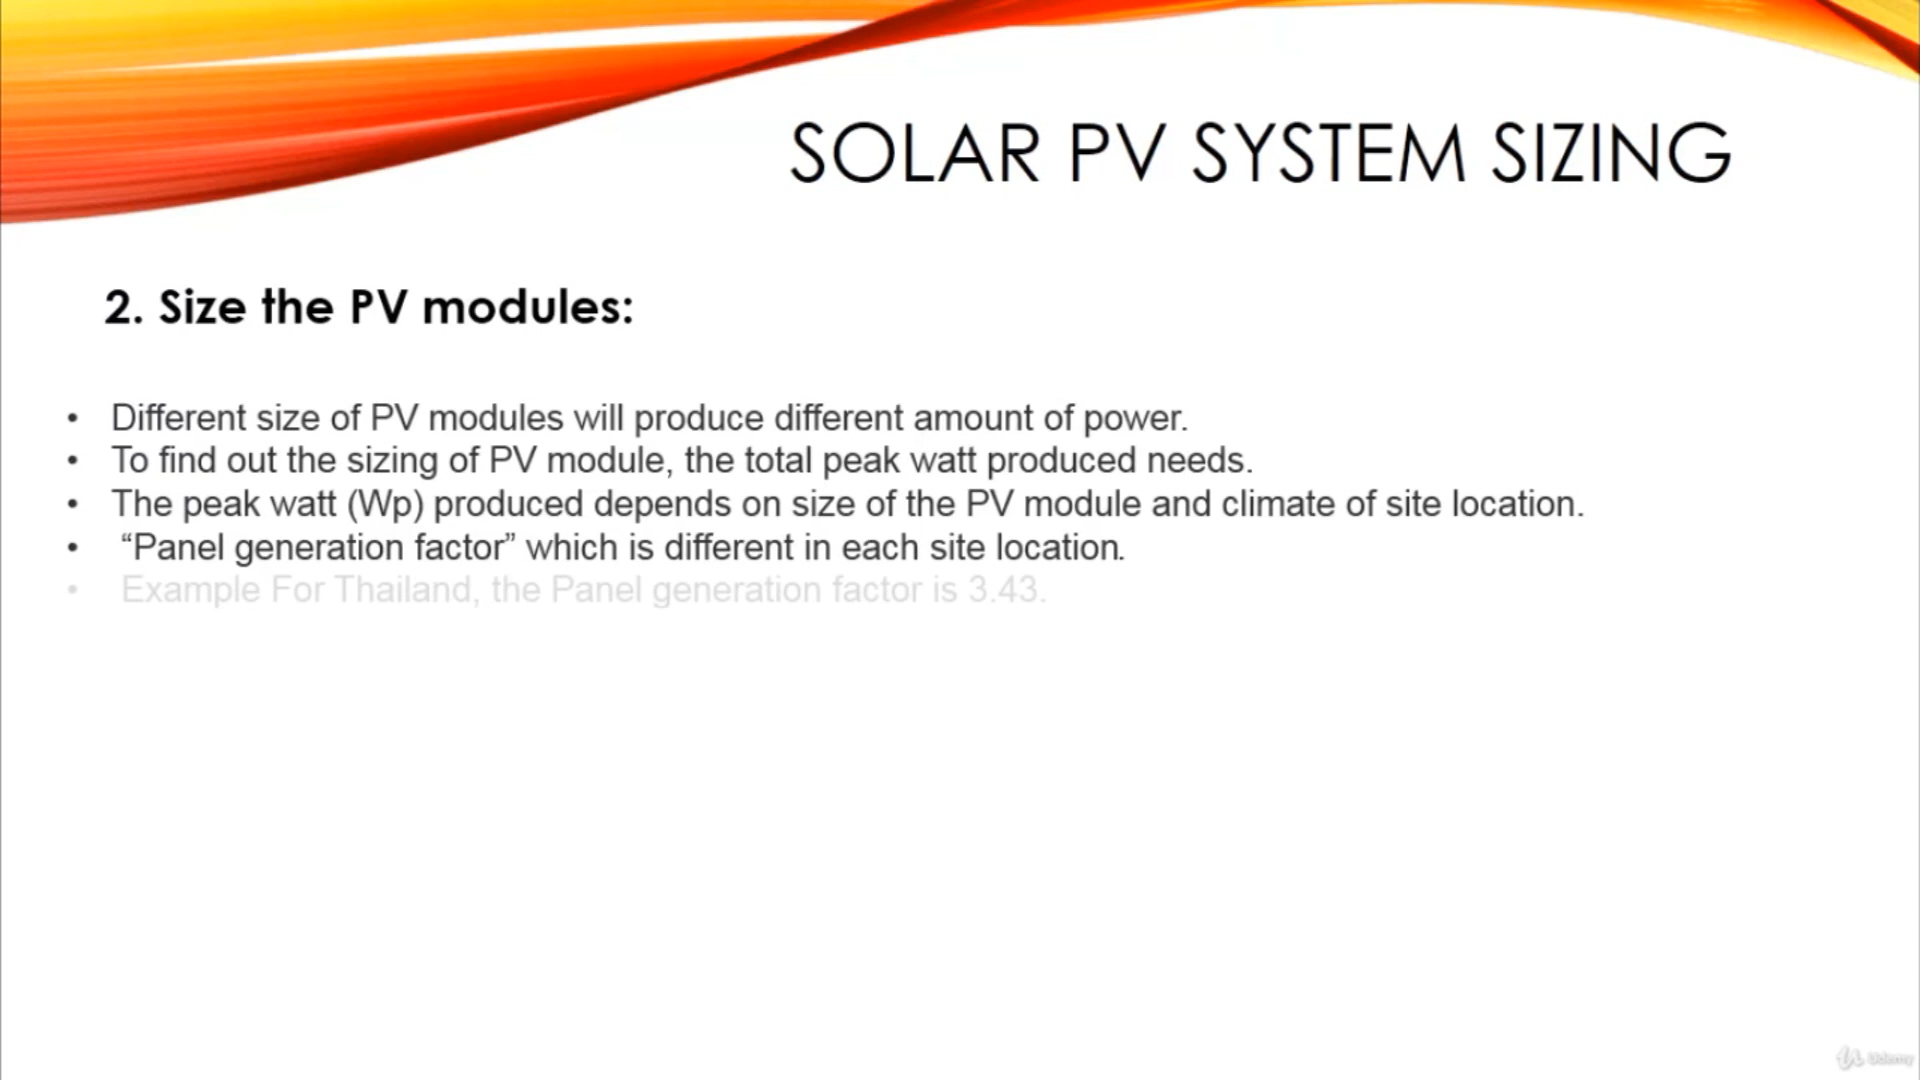 SOLAR PV SYSTEM SIZING
2. Size the PV modules:
• Different size of PV modules will produce different amount of power.
• To find out the sizing of PV module, the total peak watt produced needs.
• The peak watt (Wp) produced depends on size of the PV module and climate of site location.
• “Panel generation factor” which is different in each site location.
• Example For Thailand, the Panel generation factor is 3.43.
Udemy